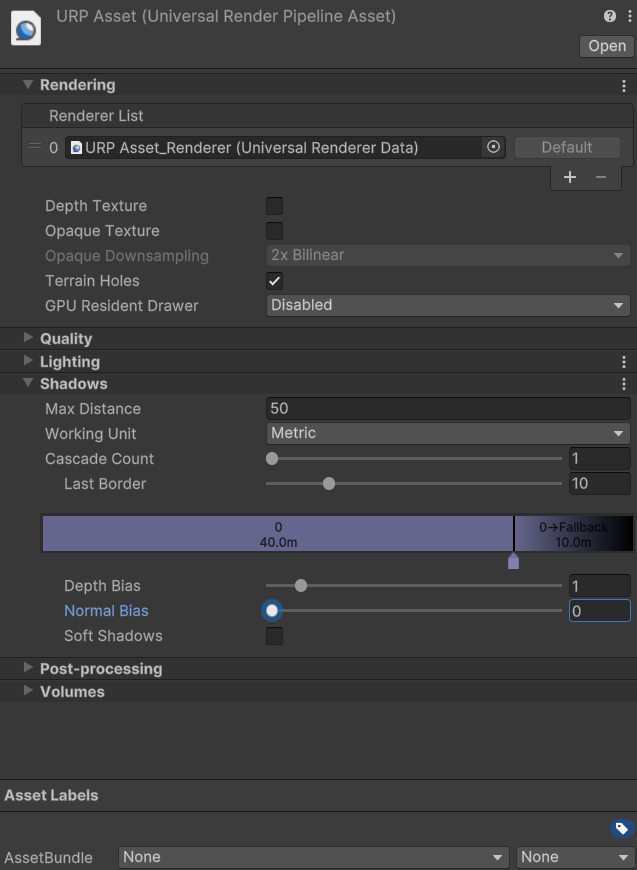 URP Asset (Universal Render Pipeline Asset)
Open
Rendering
Renderer List
0 URP Asset_Renderer (Universal Renderer Data) Default
+ −
Depth Texture
Opaque Texture
Opaque Downsampling 2x Bilinear
Terrain Holes
GPU Resident Drawer Disabled
Quality
Lighting
Shadows
Max Distance 50
Working Unit Metric
Cascade Count 1
Last Border 10
0 0→Fallback
40.0m 10.0m
Depth Bias 1
Normal Bias 0
Soft Shadows
Post-processing
Volumes
Asset Labels
AssetBundle None None